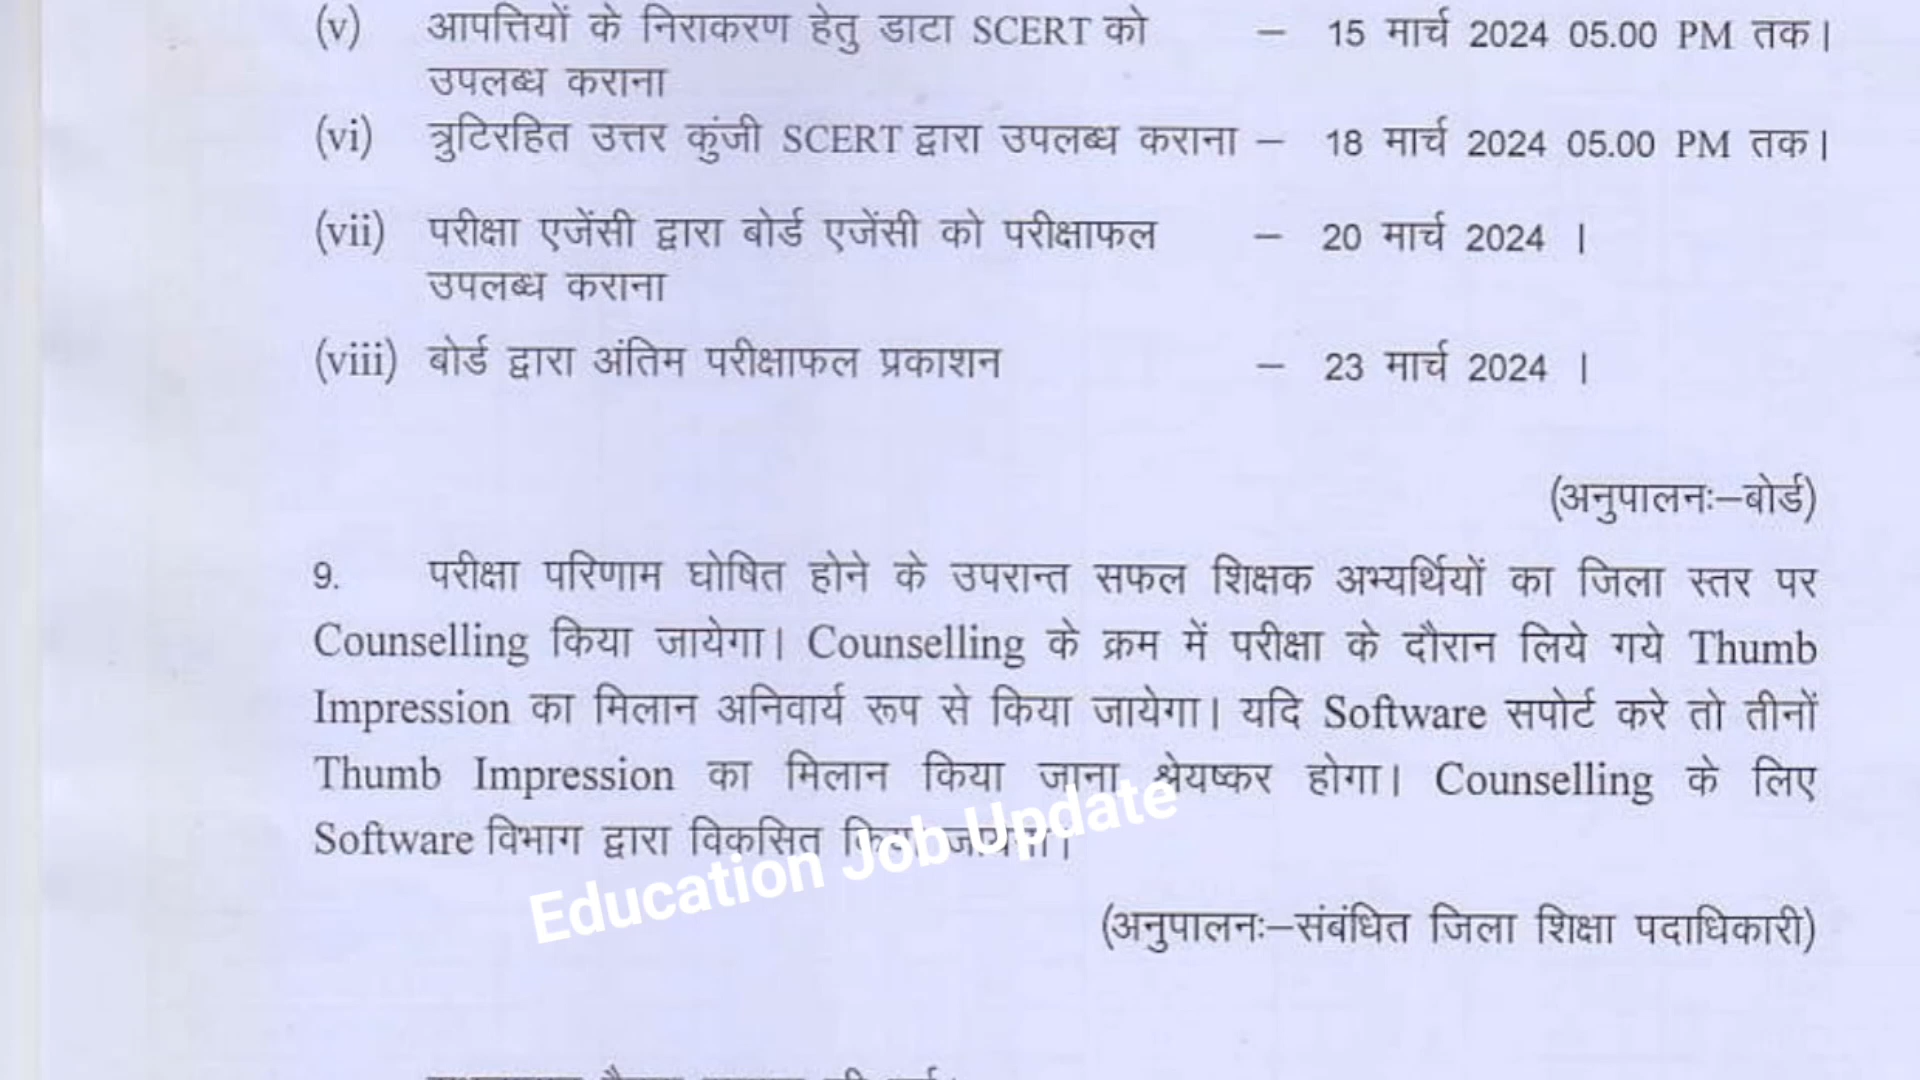 (v) आपत्तियों के निराकरण हेतु डाटा SCERT को – 15 मार्च 2024 05.00 PM तक।
उपलब्ध कराना
(vi) त्रुटिरहित उत्तर कुंजी SCERT द्वारा उपलब्ध कराना – 18 मार्च 2024 05.00 PM तक।
(vii) परीक्षा एजेंसी द्वारा बोर्ड एजेंसी को परीक्षाफल – 20 मार्च 2024 ।
उपलब्ध कराना
(viii) बोर्ड द्वारा अंतिम परीक्षाफल प्रकाशन – 23 मार्च 2024 ।
(अनुपालनः–बोर्ड)
9. परीक्षा परिणाम घोषित होने के उपरान्त सफल शिक्षक अभ्यर्थियों का जिला स्तर पर
Counselling किया जायेगा। Counselling के क्रम में परीक्षा के दौरान लिये गये Thumb
Impression का मिलान अनिवार्य रूप से किया जायेगा। यदि Software सपोर्ट करे तो तीनों
Thumb Impression का मिलान किया जाना श्रेयष्कर होगा। Counselling के लिए
Software विभाग द्वारा विकसित किया जायेगा।
Education Job Update
(अनुपालनः–संबंधित जिला शिक्षा पदाधिकारी)